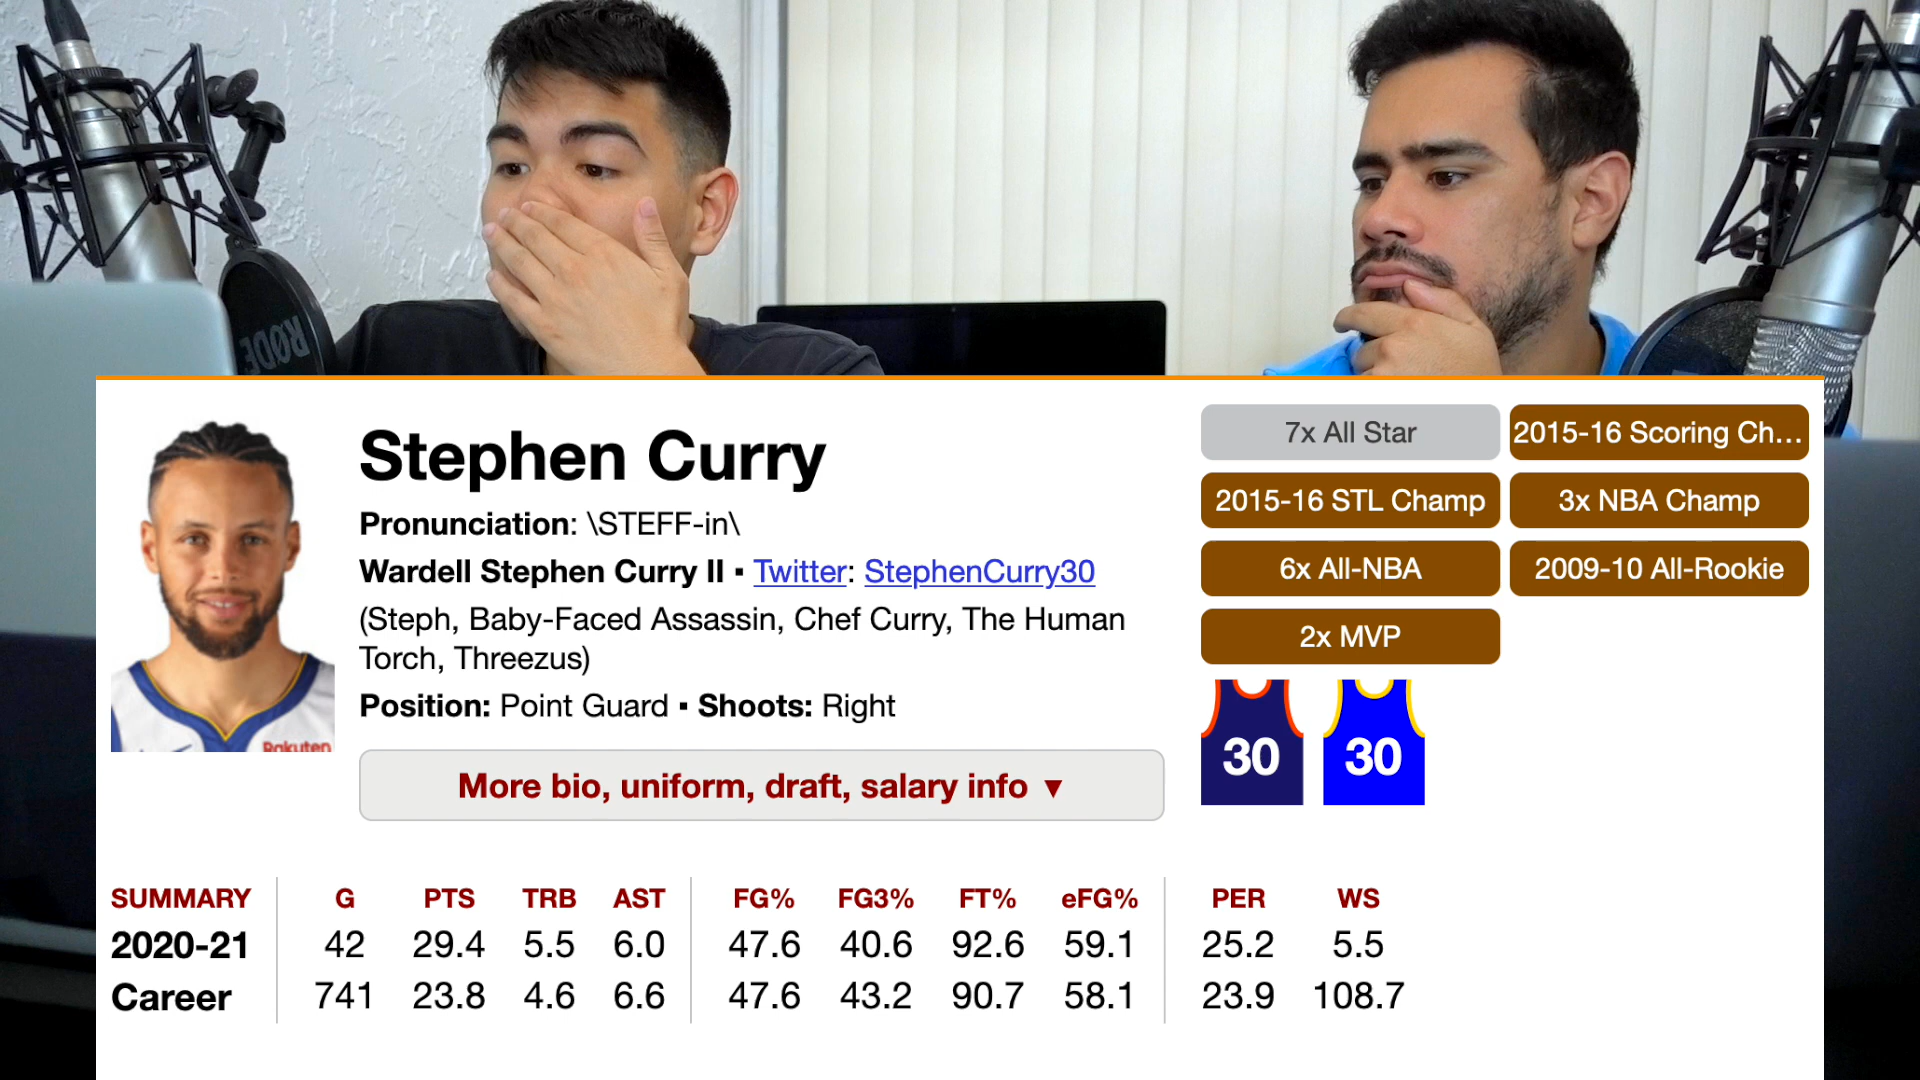 RØDE
Stephen Curry
Pronunciation: \STEFF-in\
Wardell Stephen Curry II ▪ Twitter: StephenCurry30
(Steph, Baby-Faced Assassin, Chef Curry, The Human
Torch, Threezus)
Position: Point Guard ▪ Shoots: Right
More bio, uniform, draft, salary info ▼
Rakuten
7x All Star 2015-16 Scoring Ch...
2015-16 STL Champ 3x NBA Champ
6x All-NBA 2009-10 All-Rookie
2x MVP
30 30
SUMMARY G PTS TRB AST FG% FG3% FT% eFG% PER WS
2020-21 42 29.4 5.5 6.0 47.6 40.6 92.6 59.1 25.2 5.5
Career 741 23.8 4.6 6.6 47.6 43.2 90.7 58.1 23.9 108.7